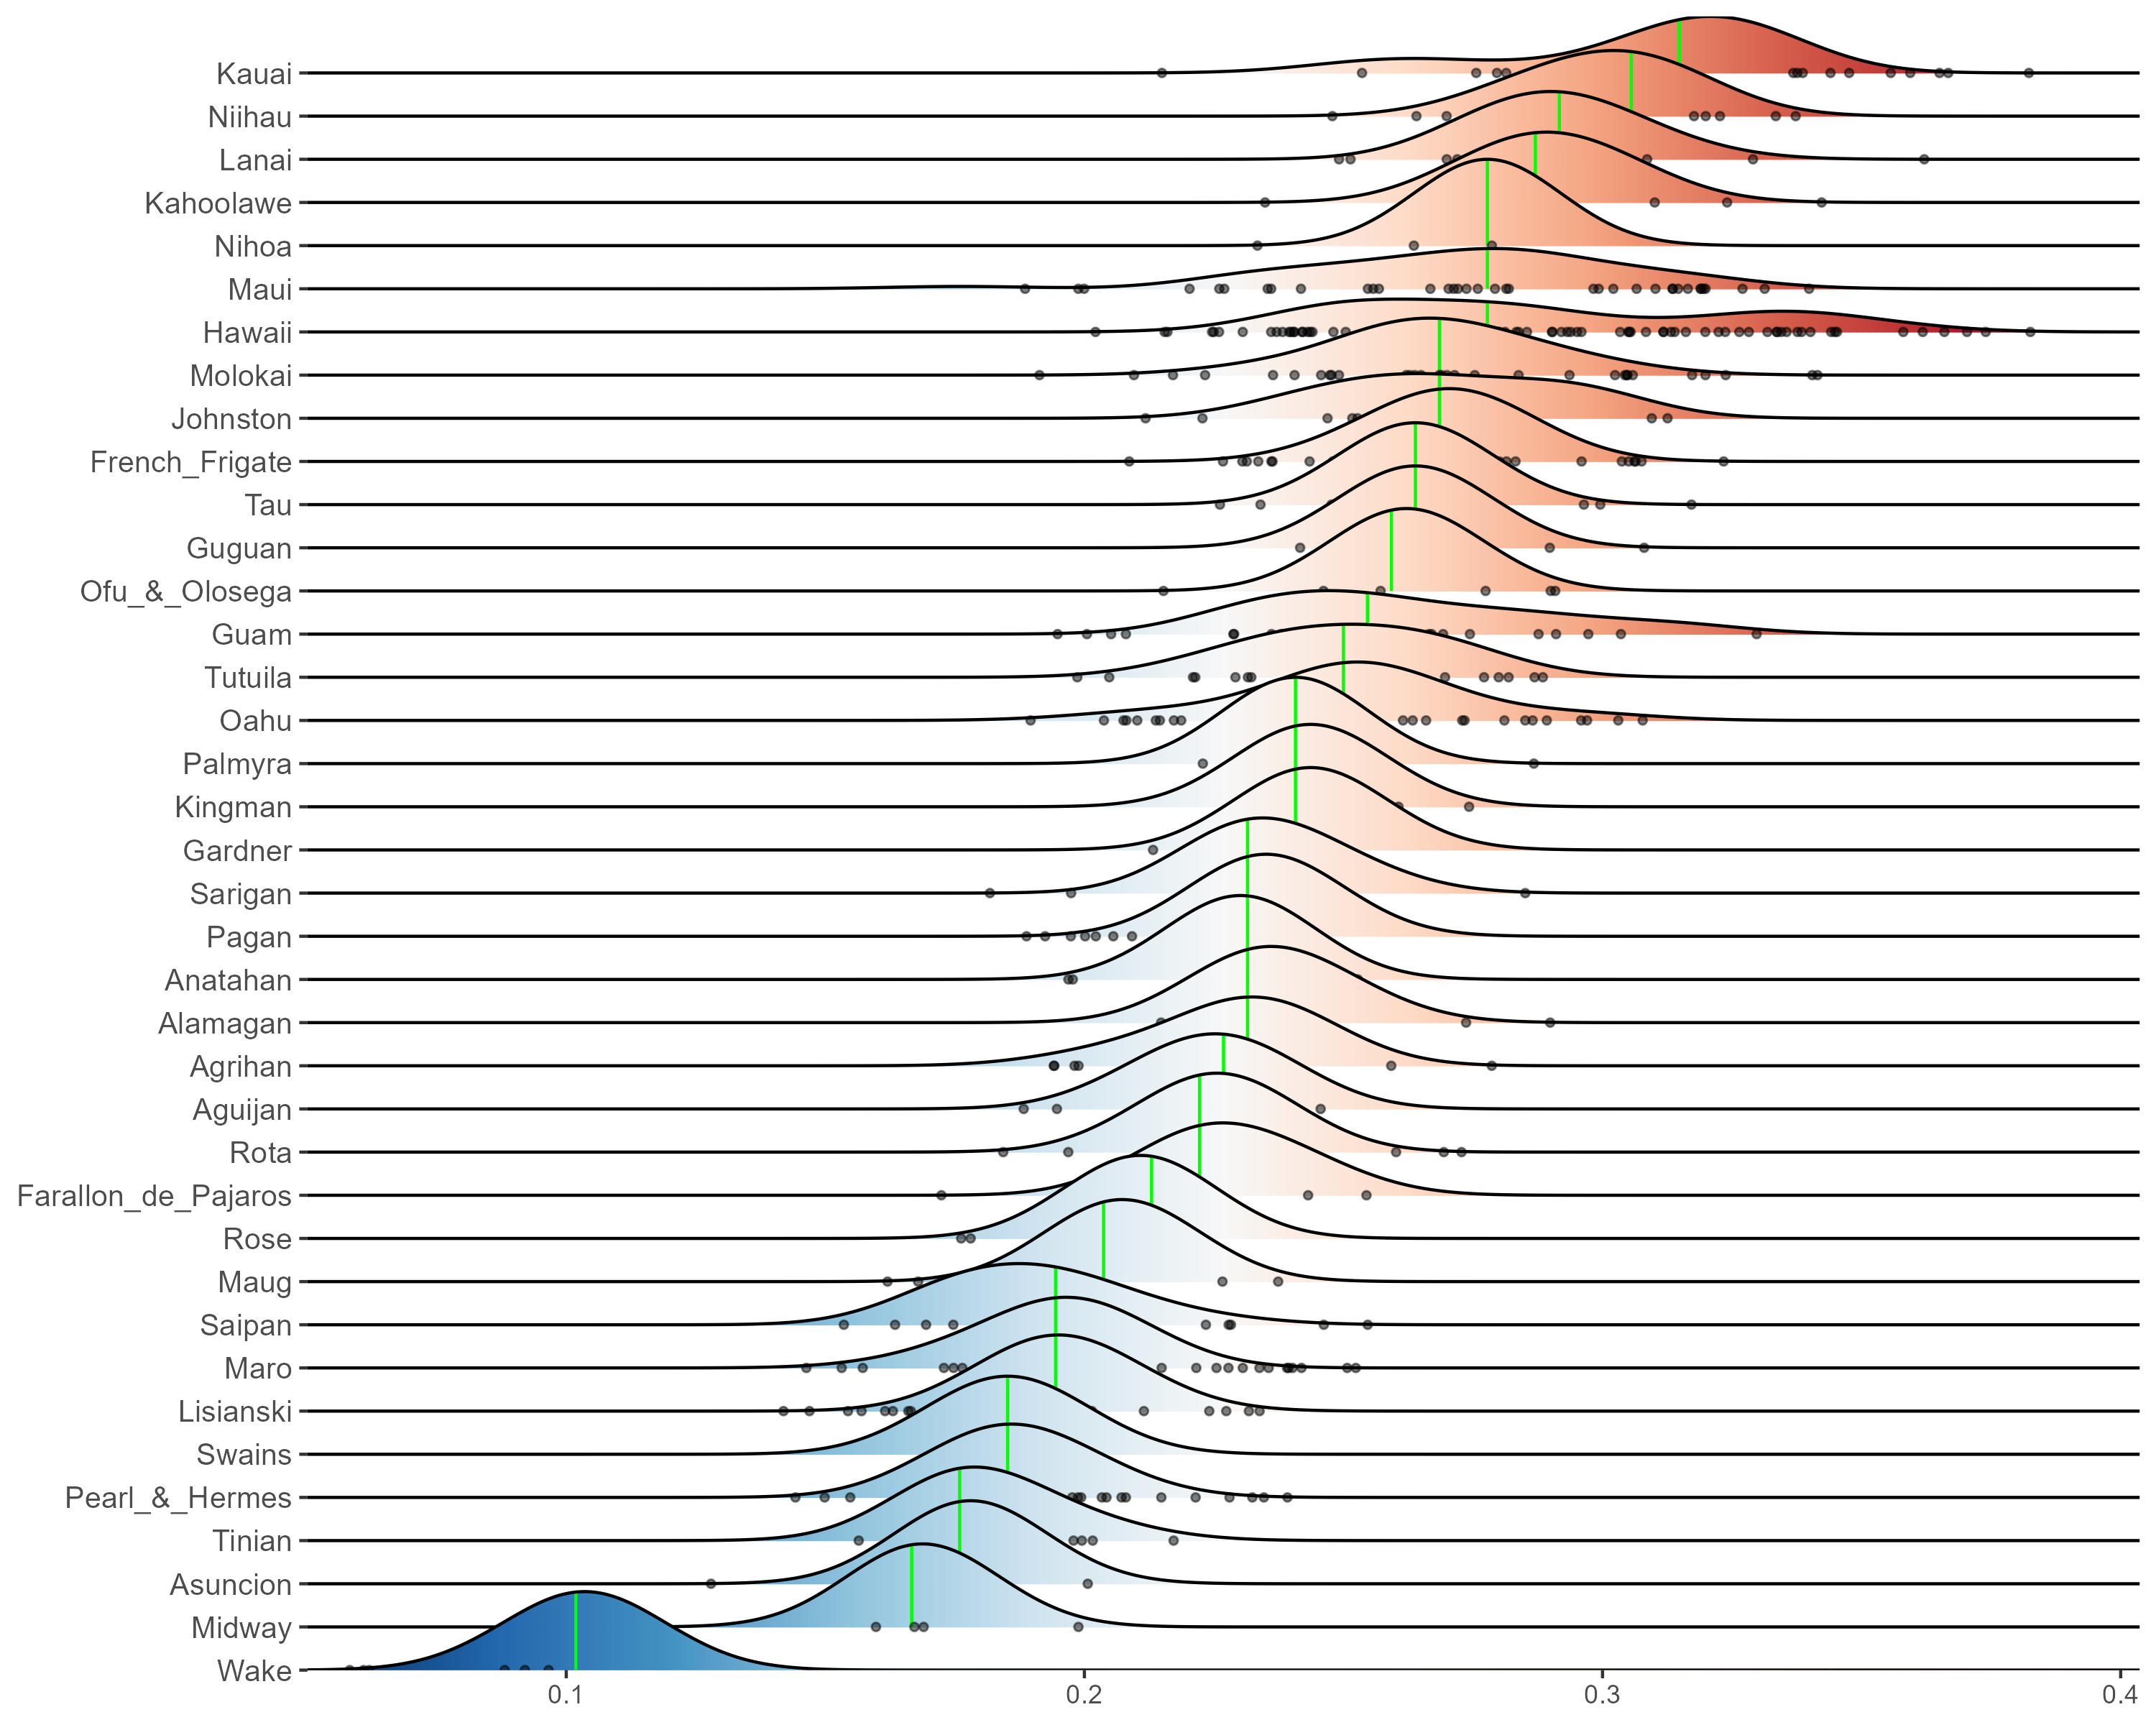 Kauai
Niihau
Lanai
Kahoolawe
Nihoa
Maui
Hawaii
Molokai
Johnston
French_Frigate
Tau
Guguan
Ofu_&_Olosega
Guam
Tutuila
Oahu
Palmyra
Kingman
Gardner
Sarigan
Pagan
Anatahan
Alamagan
Agrihan
Aguijan
Rota
Farallon_de_Pajaros
Rose
Maug
Saipan
Maro
Lisianski
Swains
Pearl_&_Hermes
Tinian
Asuncion
Midway
Wake
0.1 0.2 0.3 0.4